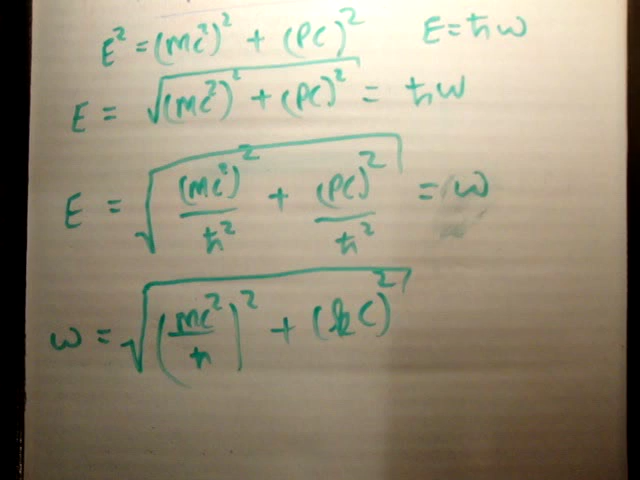 E² = (mc²)² + (PC)² E = ħω
E = √((mc²)² + (PC)²) = ħω
E = √((mc²)²/ħ² + (PC)²/ħ²) = ω
ω = √((mc²/ħ)² + (kC)²)